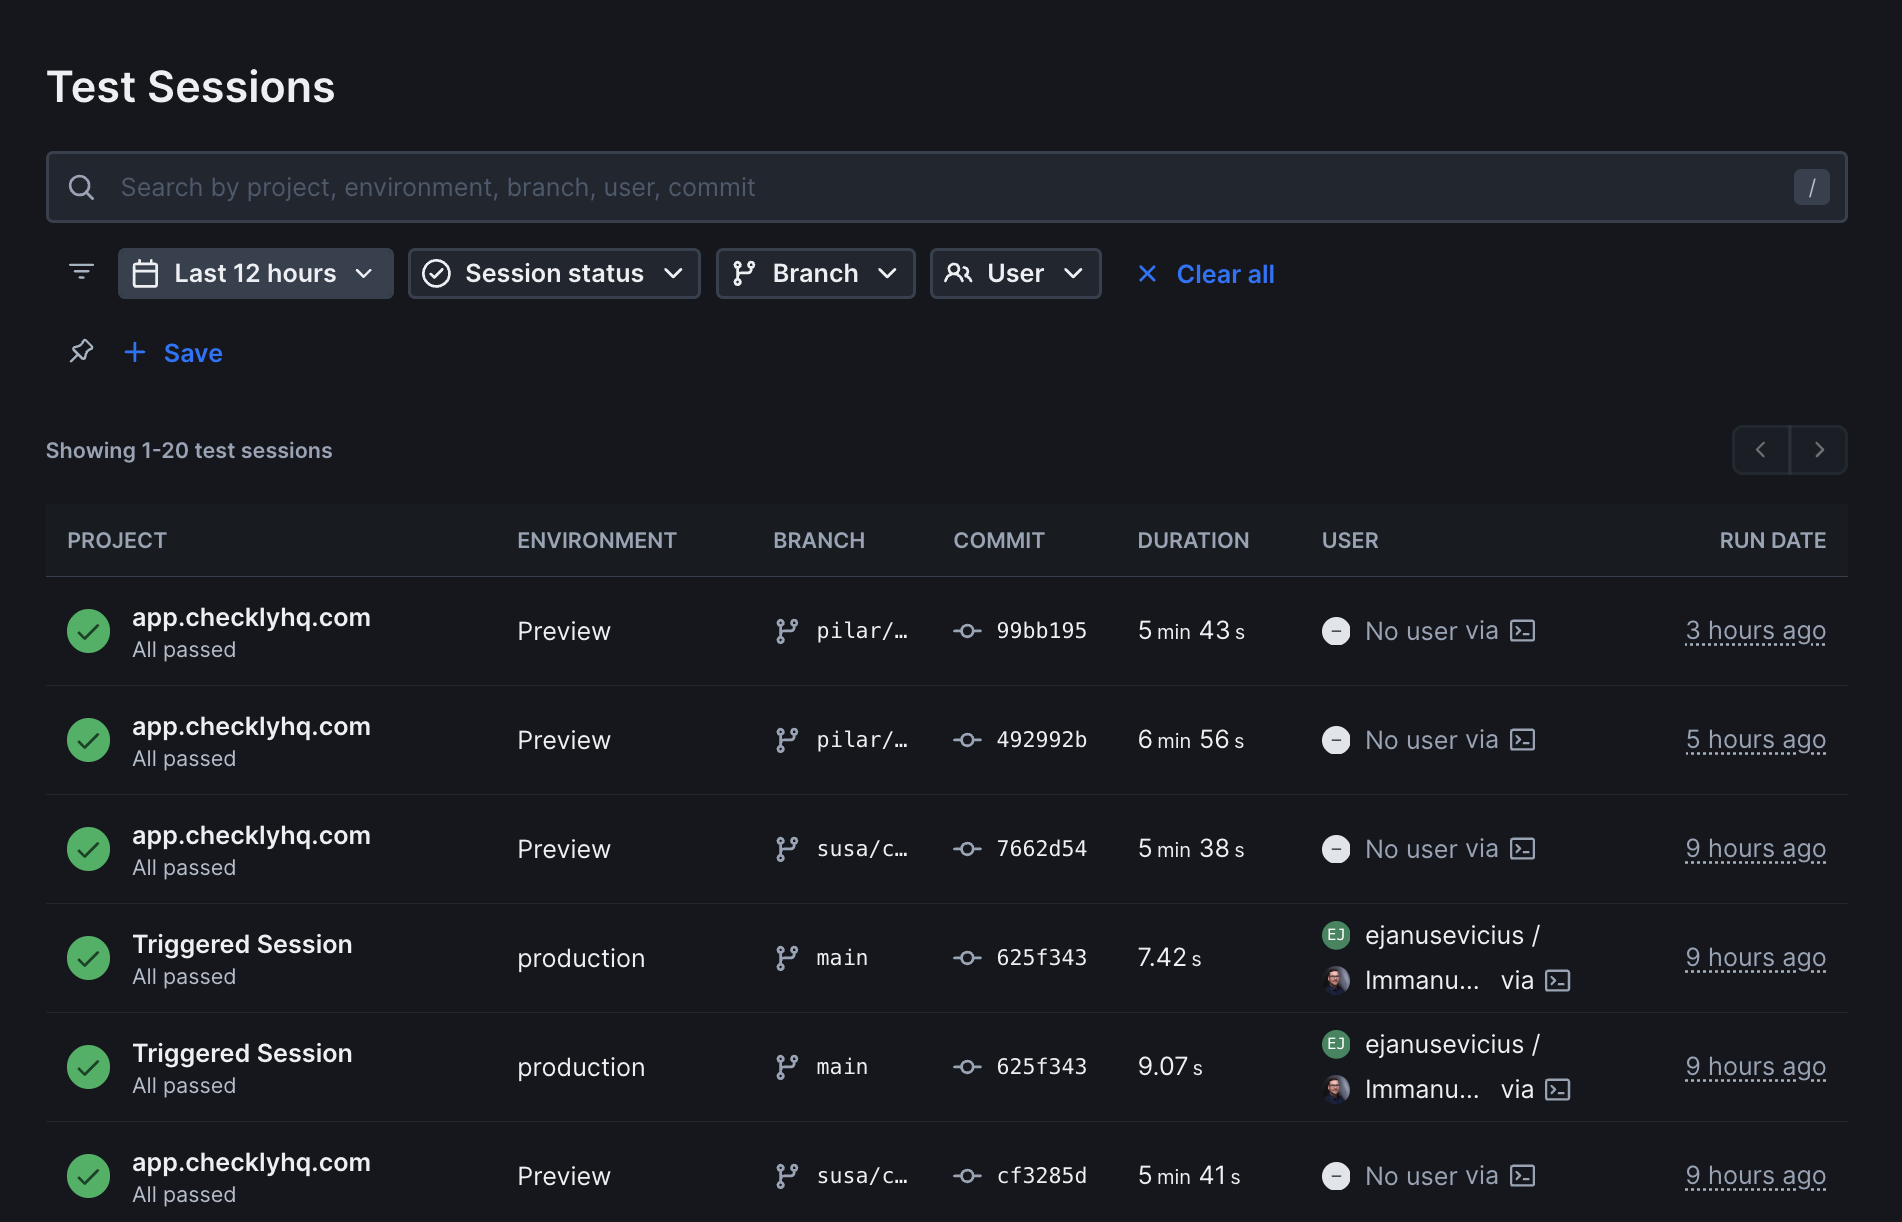 Test Sessions
Search by project, environment, branch, user, commit /
Last 12 hours Session status Branch User Clear all
Save
Showing 1-20 test sessions
PROJECT ENVIRONMENT BRANCH COMMIT DURATION USER RUN DATE
app.checklyhq.com
All passed
Preview pilar/… 99bb195 5 min 43 s No user via 3 hours ago
app.checklyhq.com
All passed
Preview pilar/… 492992b 6 min 56 s No user via 5 hours ago
app.checklyhq.com
All passed
Preview susa/c… 7662d54 5 min 38 s No user via 9 hours ago
Triggered Session
All passed
production main 625f343 7.42 s
EJ ejanusevicius /
Immanu... via
9 hours ago
Triggered Session
All passed
production main 625f343 9.07 s
EJ ejanusevicius /
Immanu... via
9 hours ago
app.checklyhq.com
All passed
Preview susa/c… cf3285d 5 min 41 s No user via 9 hours ago